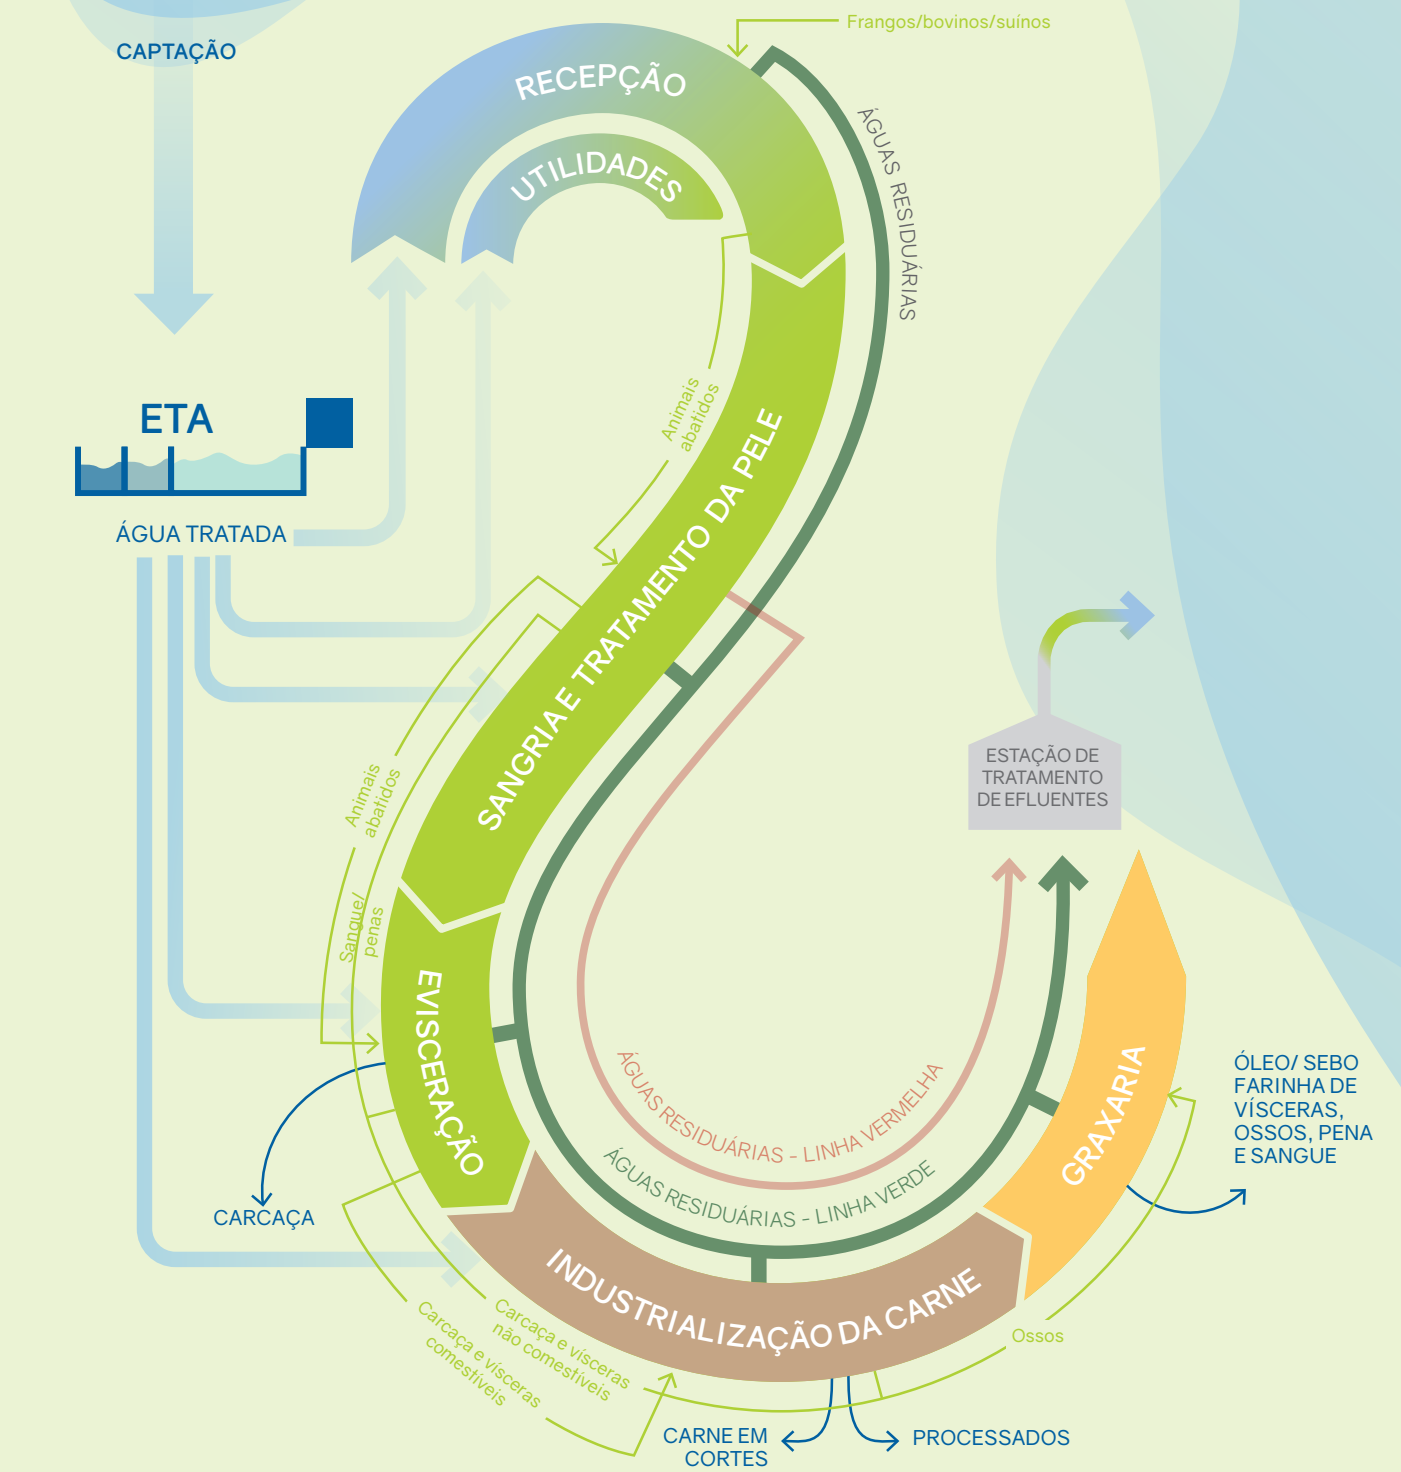 CAPTAÇÃO
Frangos/bovinos/suínos
RECEPÇÃO
UTILIDADES
ÁGUAS RESIDUÁRIAS
ETA
ÁGUA TRATADA
Animais
abatidos
SANGRIA E TRATAMENTO DA PELE
Animais
abatidos
Sangue/
penas
ESTAÇÃO DE
TRATAMENTO
DE EFLUENTES
EVISCERAÇÃO
CARCAÇA
ÁGUAS RESIDUÁRIAS - LINHA VERMELHA
ÁGUAS RESIDUÁRIAS - LINHA VERDE
GRAXARIA
ÓLEO/ SEBO
FARINHA DE
VÍSCERAS,
OSSOS, PENA
E SANGUE
INDUSTRIALIZAÇÃO DA CARNE
Carcaça e vísceras
não comestíveis
Carcaça e vísceras
comestíveis
Ossos
CARNE EM
CORTES
PROCESSADOS